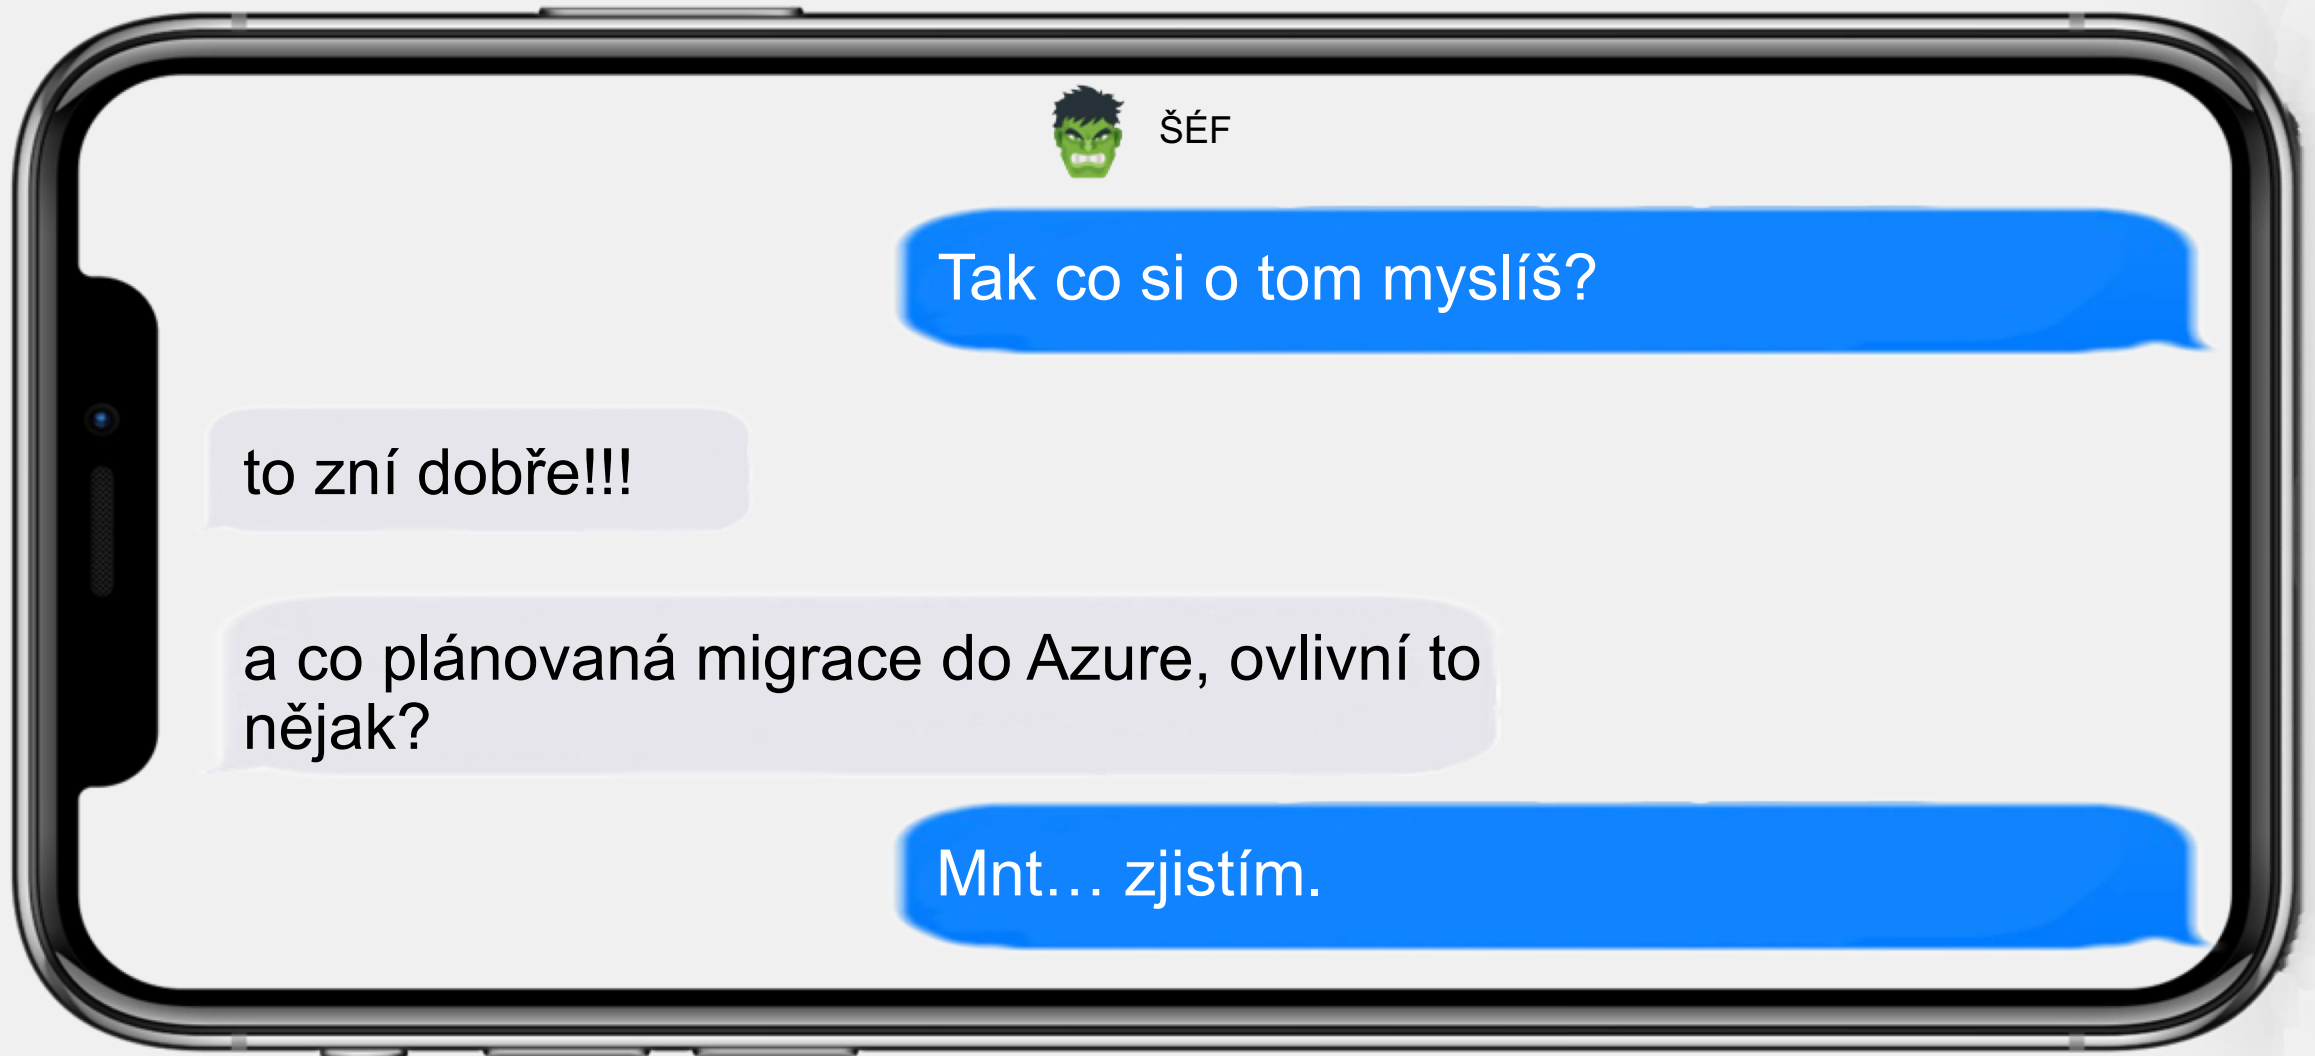 ŠÉF
Tak co si o tom myslíš?
to zní dobře!!!
a co plánovaná migrace do Azure, ovlivní to
nějak?
Mnt… zjistím.